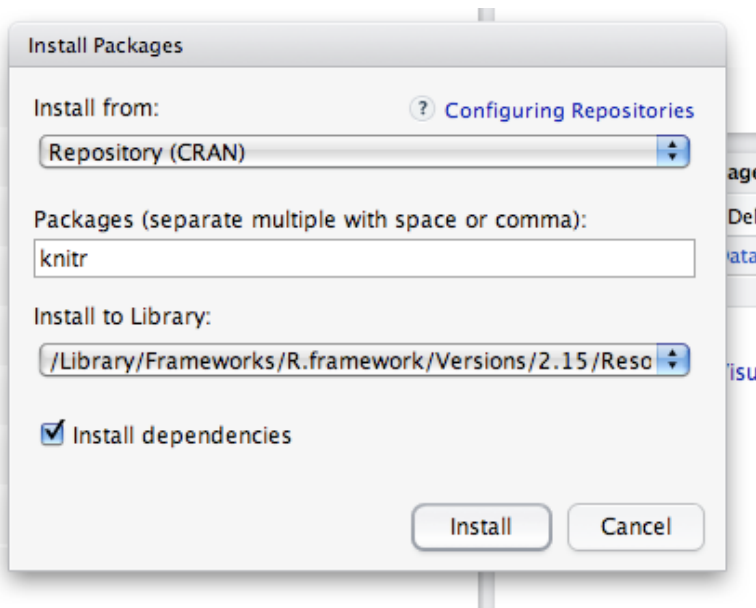 Install Packages
Install from:
? Configuring Repositories
Repository (CRAN)
Packages (separate multiple with space or comma):
knitr
Install to Library:
/Library/Frameworks/R.framework/Versions/2.15/Reso
Install dependencies
Install
Cancel